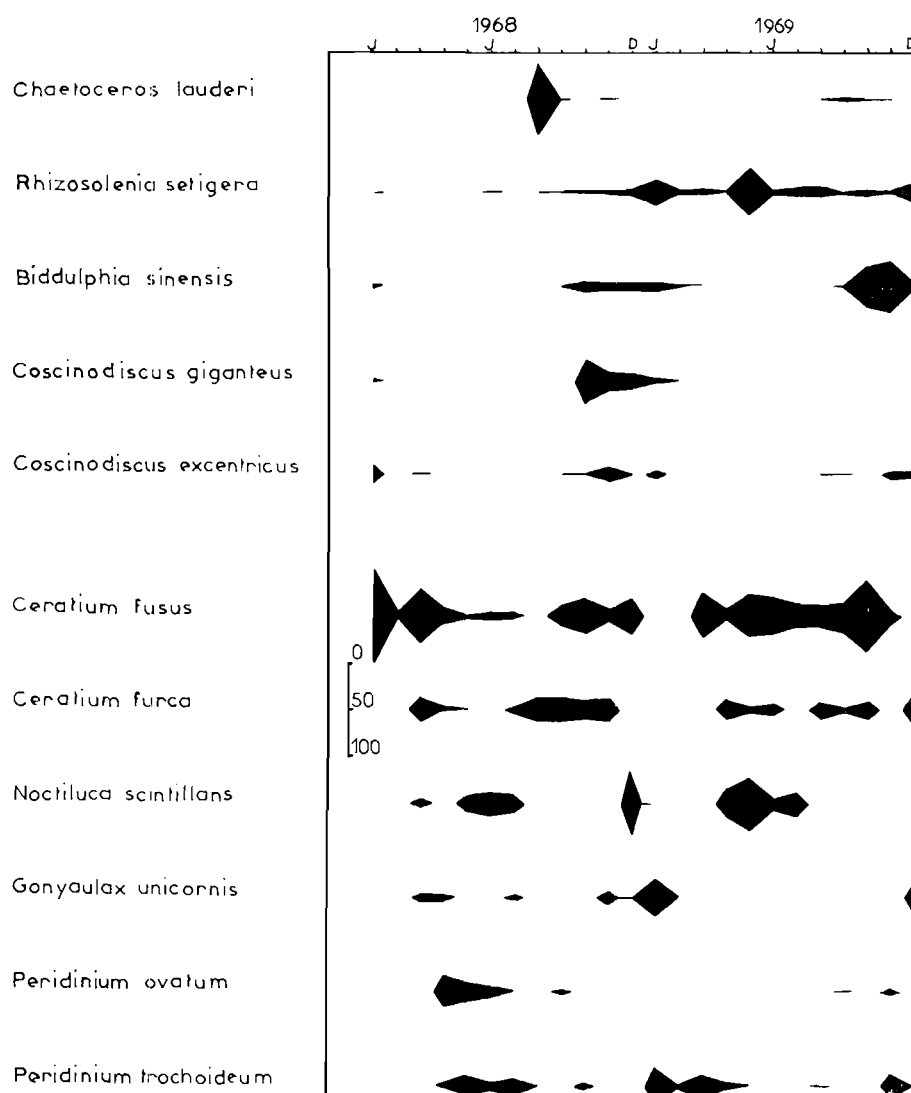 1968 1969
J J D J J D
Chaetoceros lauderi
Rhizosolenia setigera
Biddulphia sinensis
Coscinodiscus giganteus
Coscinodiscus excentricus
Ceratium fusus
0
Ceratium furca
50
100
Noctiluca scintillans
Gonyaulax unicornis
Peridinium ovatum
Peridinium trochoideum